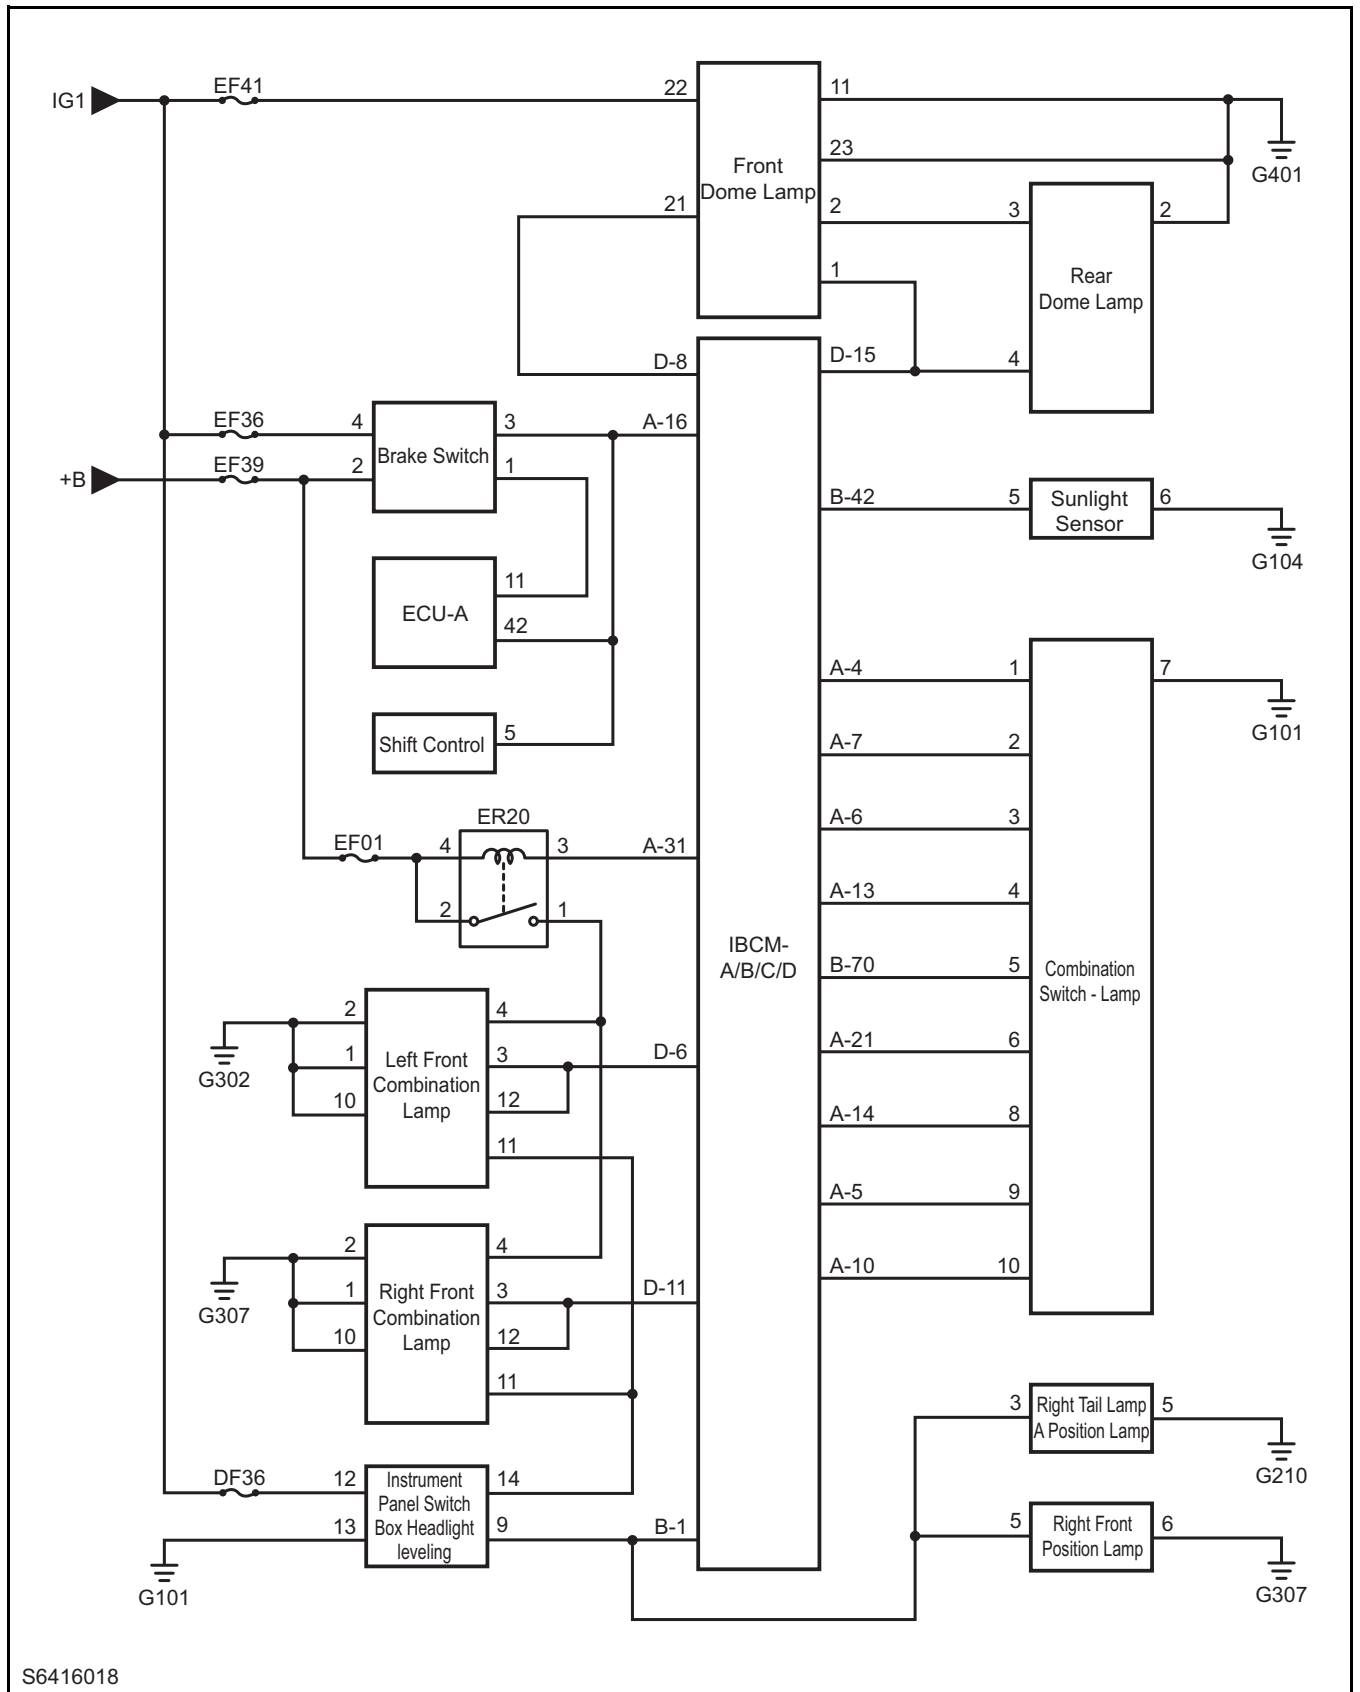 IG1
EF41
22
11
23
G401
Front
Dome Lamp
21
2
3
2
1
Rear
Dome Lamp
D-8
D-15
4
EF36
4
3
A-16
Brake Switch
+B
EF39
2
1
B-42
5
Sunlight
Sensor
6
G104
ECU-A
11
42
A-4
1
7
G101
Shift Control
5
A-7
2
ER20
A-6
3
EF01
4
3
A-31
2
1
A-13
4
IBCM-
A/B/C/D
B-70
5
Combination
Switch - Lamp
2
4
G302
1
Left Front
Combination
Lamp
3
D-6
A-21
6
10
12
11
A-14
8
A-5
9
2
4
G307
1
Right Front
Combination
Lamp
3
D-11
A-10
10
10
12
11
3
Right Tail Lamp
A Position Lamp
5
G210
DF36
12
Instrument
Panel Switch
Box Headlight
leveling
14
13
9
B-1
G101
5
Right Front
Position Lamp
6
G307
S6416018